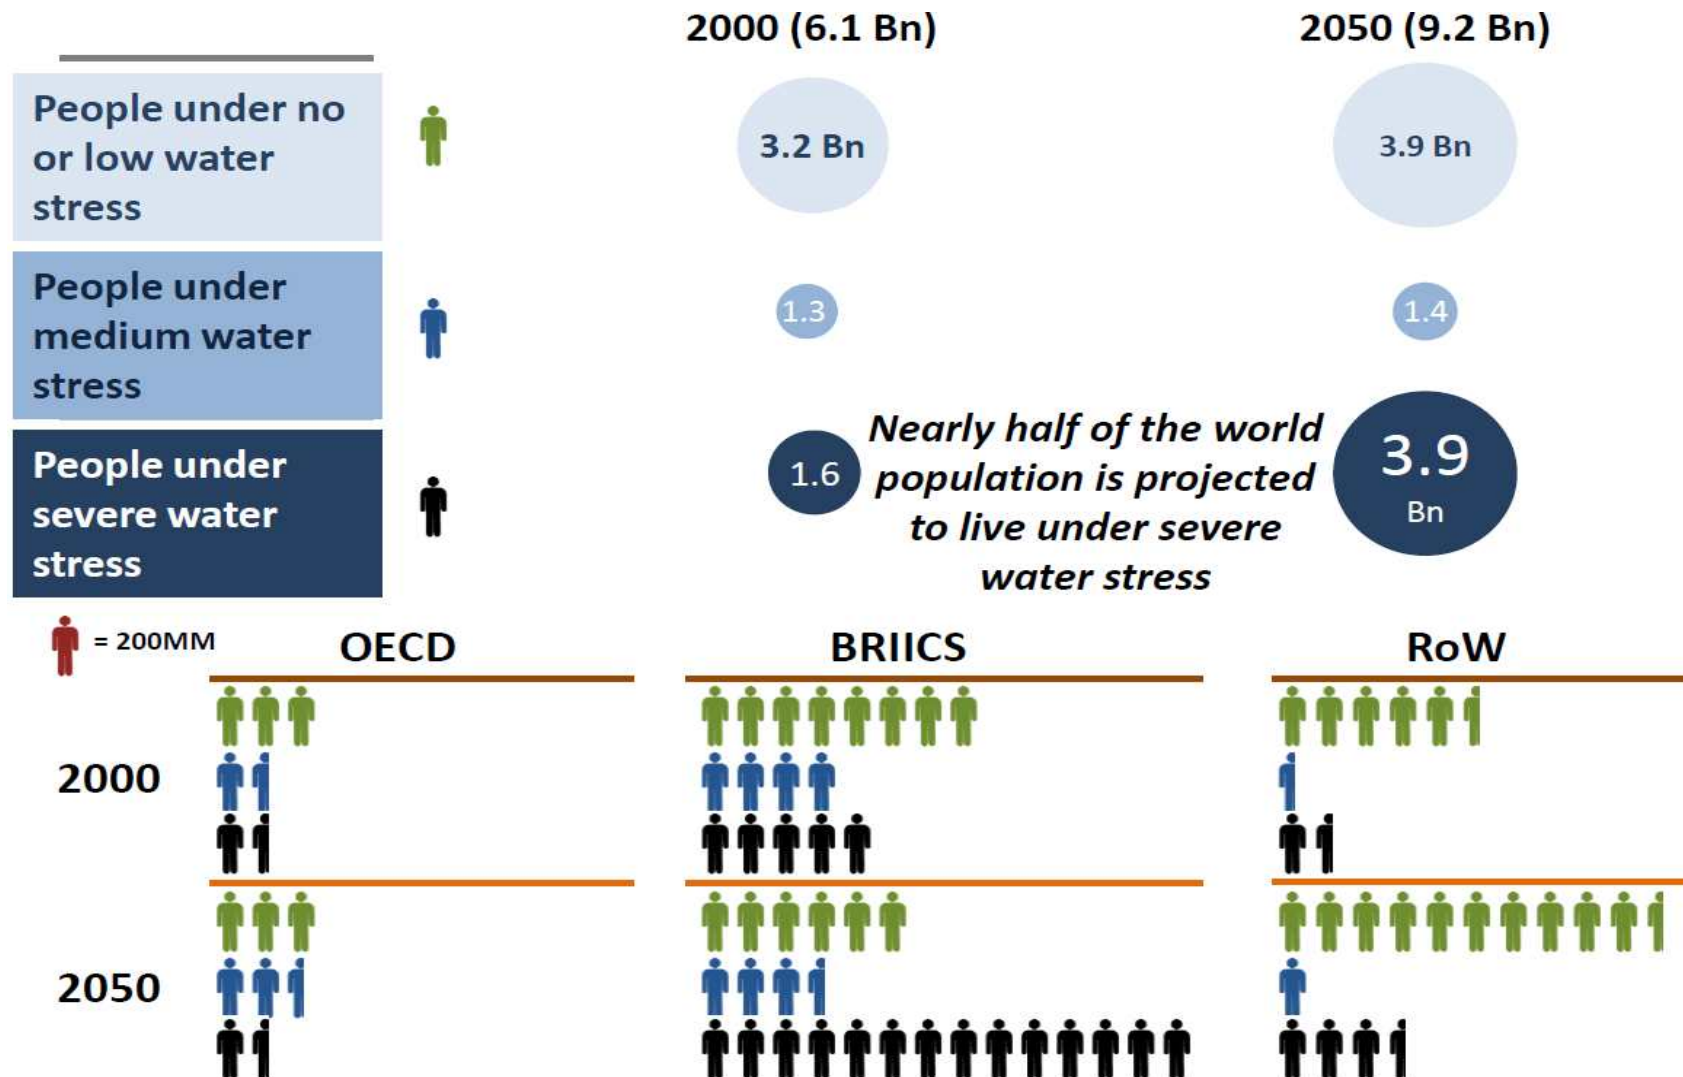 2000 (6.1 Bn)
2050 (9.2 Bn)
People under no
or low water
stress
3.2 Bn
3.9 Bn
People under
medium water
stress
1.3
1.4
People under
severe water
stress
1.6
Nearly half of the world
population is projected
to live under severe
water stress
3.9
Bn
= 200MM
OECD
BRIICS
RoW
2000
2050